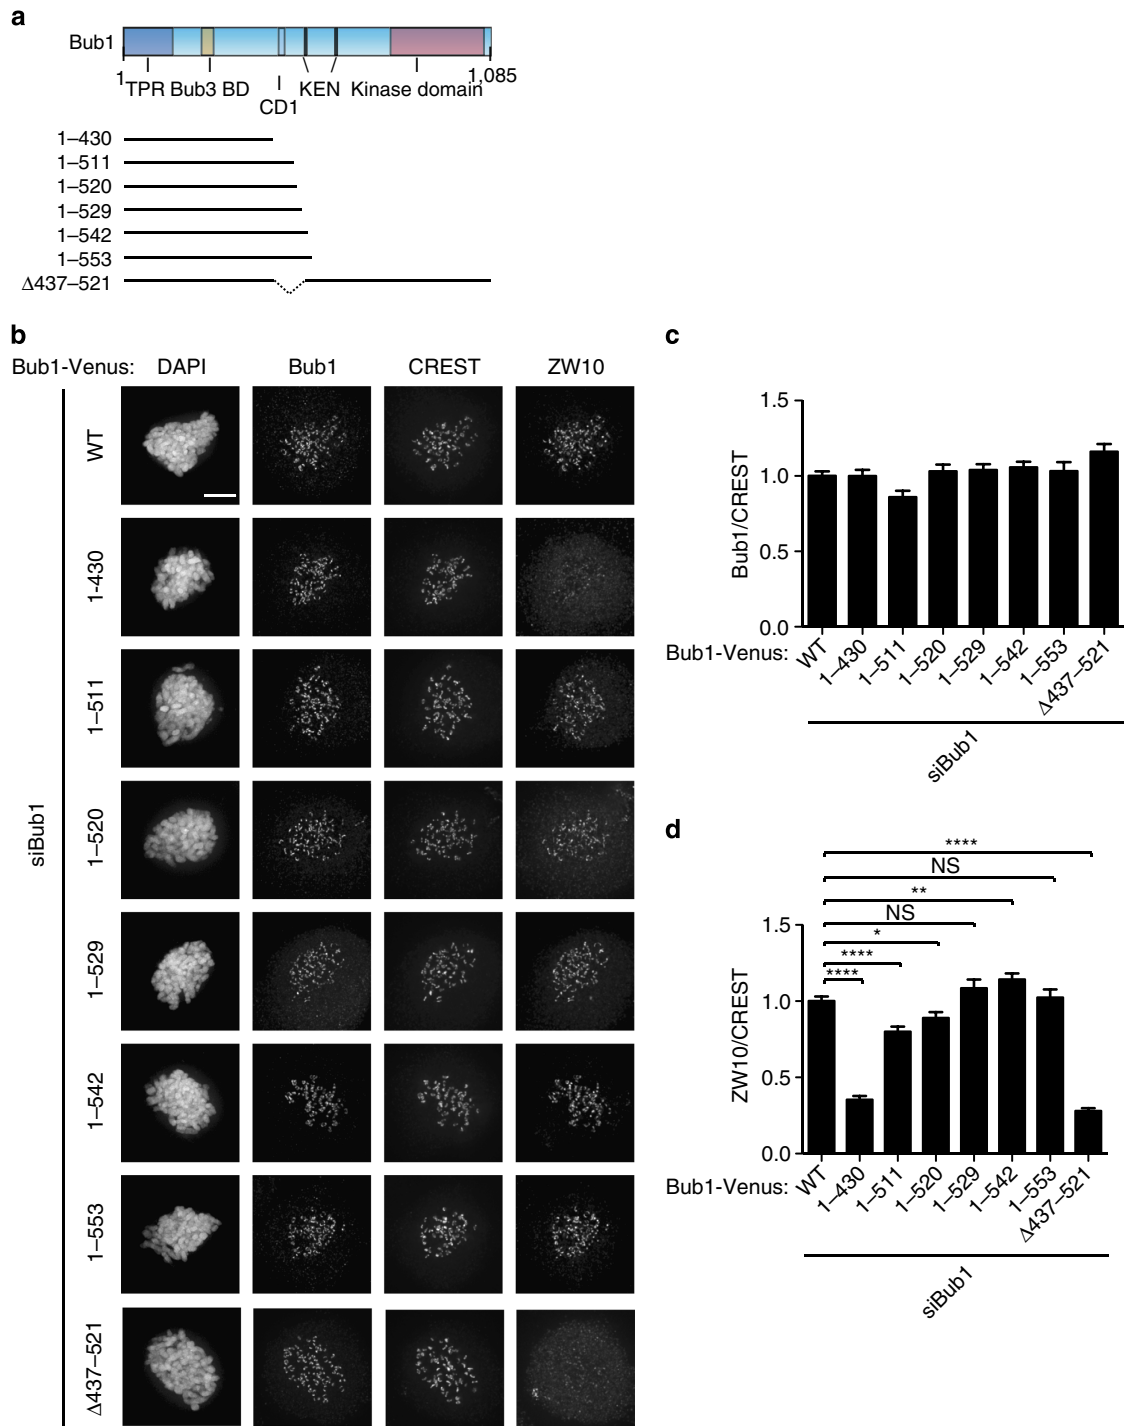 a
Bub1
1
1,085
TPR Bub3 BD KEN Kinase domain
CD1
1–430
1–511
1–520
1–529
1–542
1–553
Δ437–521
b
Bub1-Venus: DAPI Bub1 CREST ZW10
siBub1
WT
1-430
1–511
1–520
1–529
1–542
1–553
Δ437–521
c
1.5
1.0
0.5
0.0
Bub1/CREST
Bub1-Venus:
WT
1–430
1–511
1–520
1–529
1–542
1–553
Δ437–521
siBub1
d
****
NS
**
NS
*
****
****
1.5
1.0
0.5
0.0
ZW10/CREST
Bub1-Venus:
WT
1–430
1–511
1–520
1–529
1–542
1–553
Δ437–521
siBub1